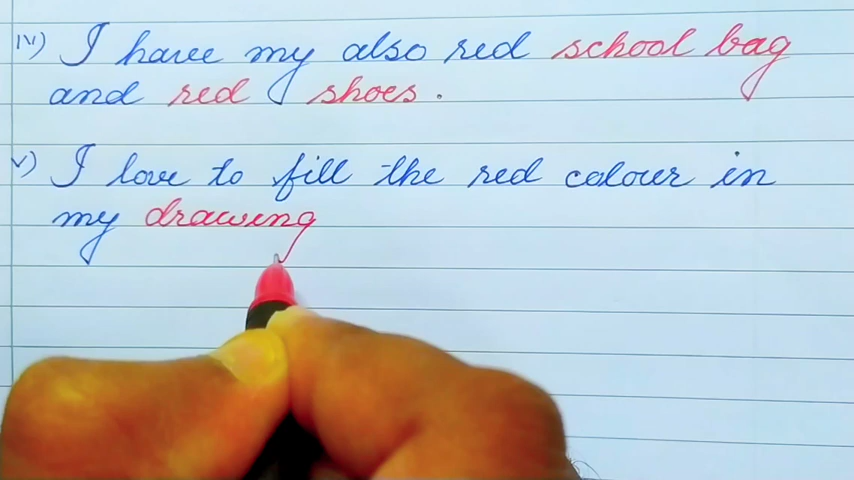 iv) I have my also red school bag
and red shoes.
v) I love to fill the red colour in
my drawing